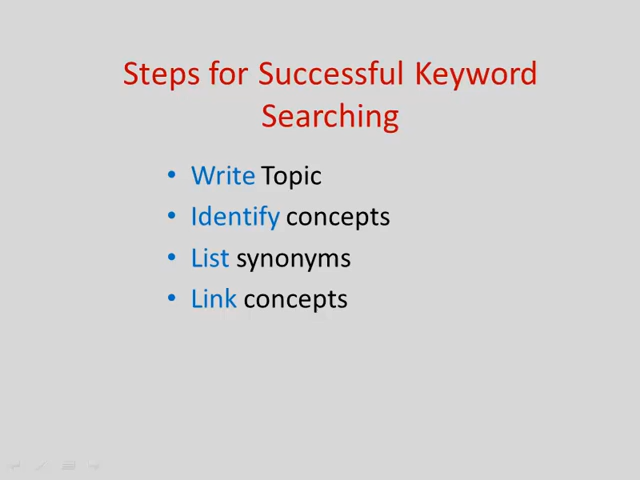 Steps for Successful Keyword
Searching
• Write Topic
• Identify concepts
• List synonyms
• Link concepts